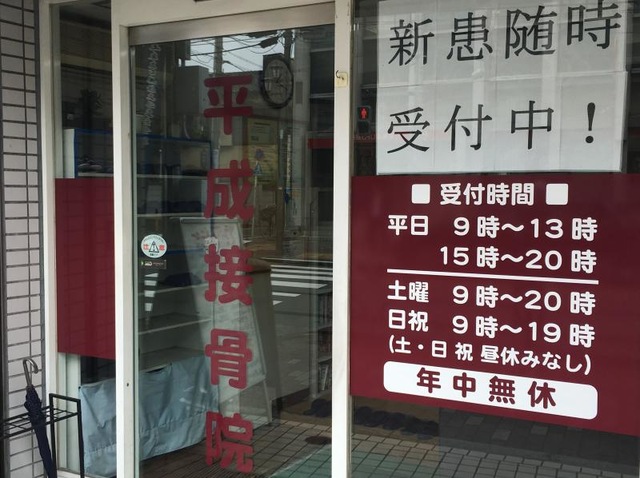 新患随時
受付中！
平成接骨院
■ 受付時間 ■
平日 9時～13時
15時～20時
土曜 9時～20時
日祝 9時～19時
(土・日祝 昼休みなし)
年中無休